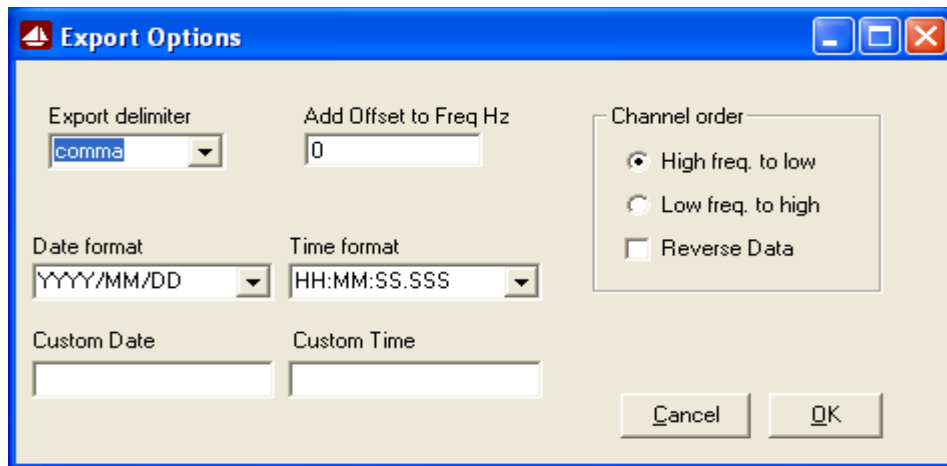 Export Options
Export delimiter
comma
Add Offset to Freq Hz
0
Channel order
High freq. to low
Low freq. to high
Reverse Data
Date format
YYYY/MM/DD
Time format
HH:MM:SS.SSS
Custom Date
Custom Time
Cancel
OK